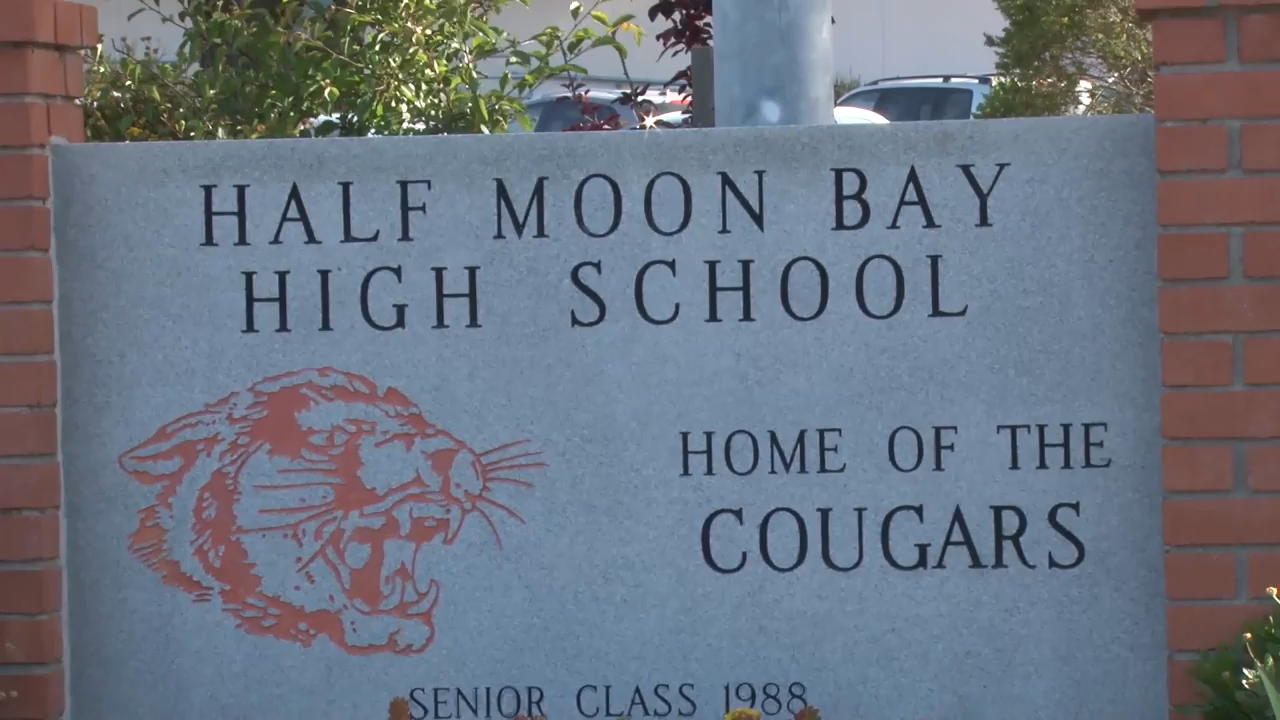 HALF MOON BAY
HIGH SCHOOL
HOME OF THE
COUGARS
SENIOR CLASS 1988